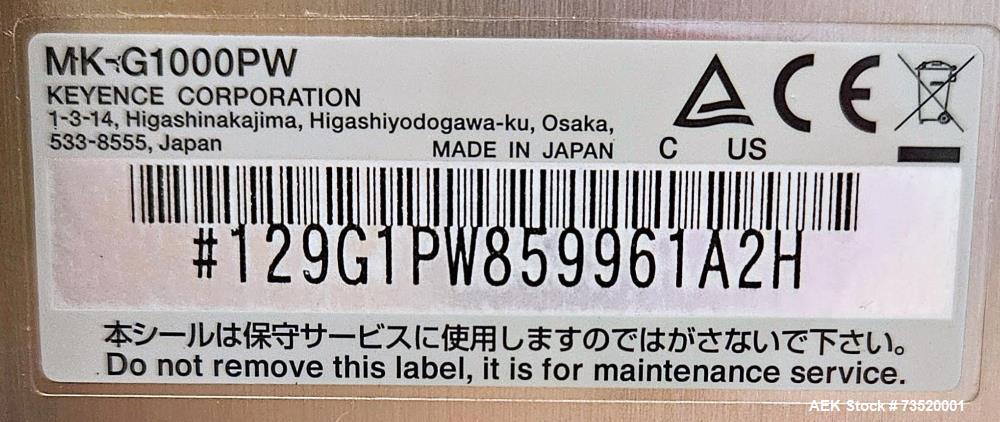 MK-G1000PW
KEYENCE CORPORATION
1-3-14, Higashinakajima, Higashiyodogawa-ku, Osaka,
533-8555, Japan
MADE IN JAPAN
C US
CE
#129G1PW859961A2H
本シールは保守サービスに使用しますのではがさないで下さい。
Do not remove this label, it is for maintenance service.
AEK Stock # 73520001